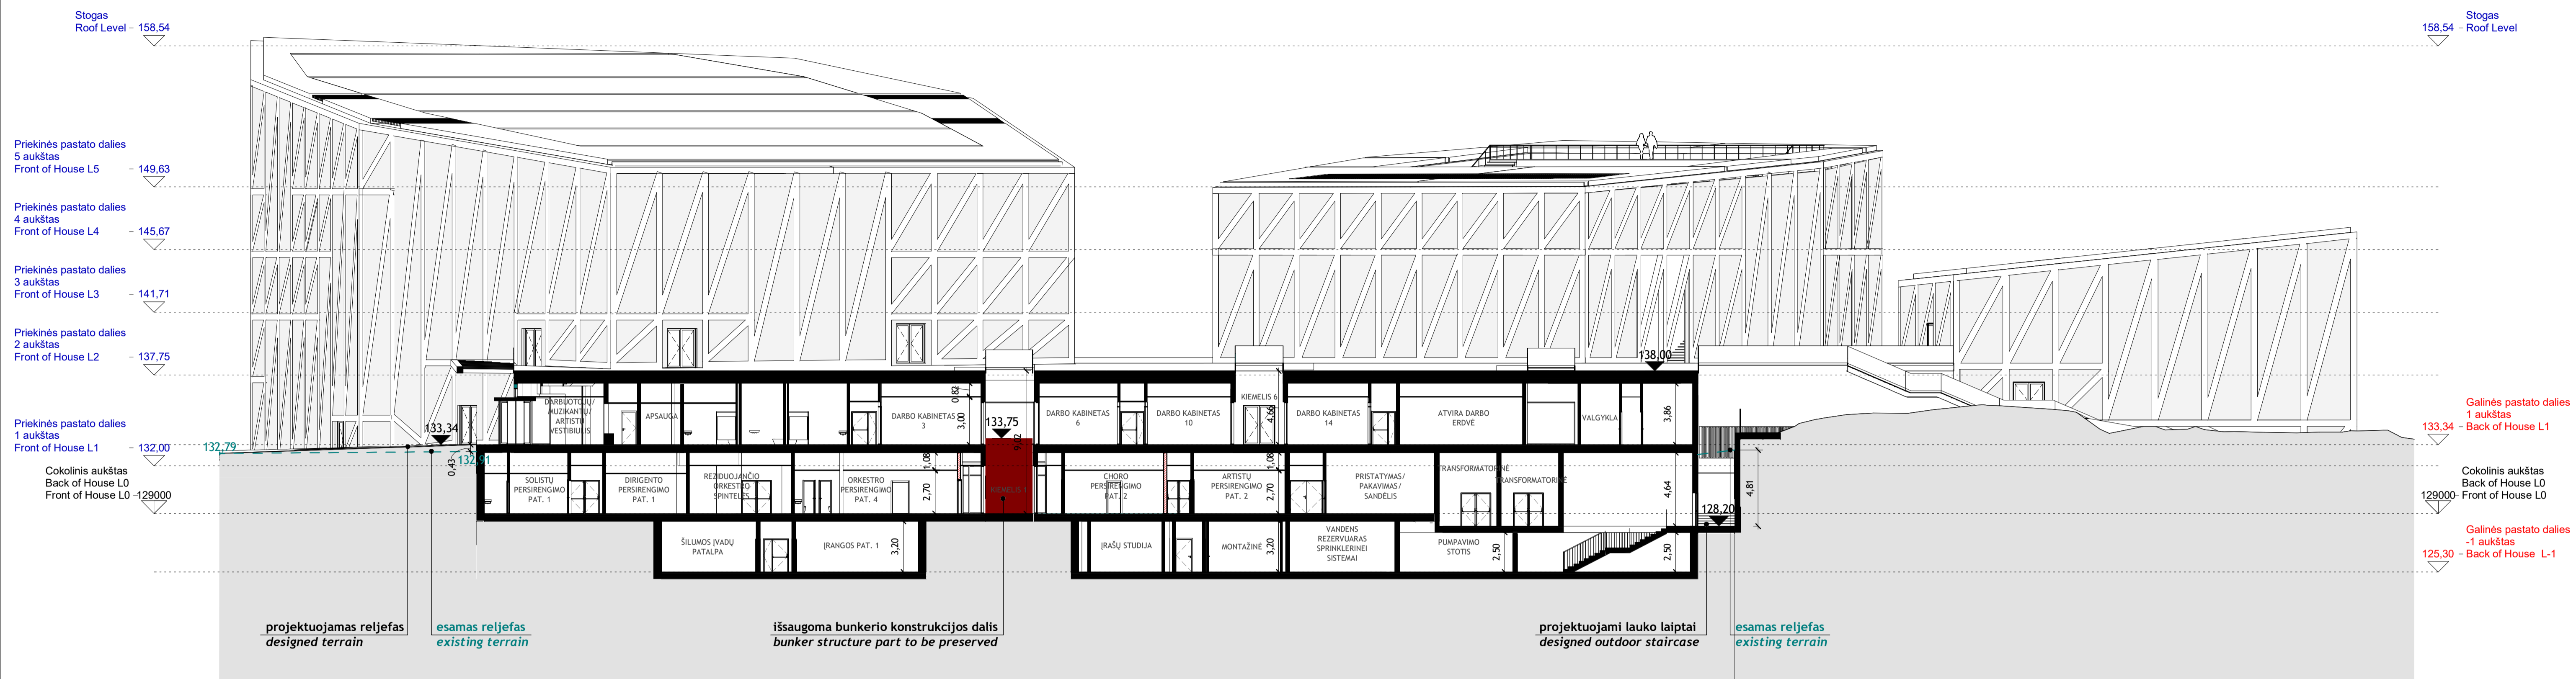 Stogas
Roof Level - 158,54
Stogas
158,54 - Roof Level
Priekinės pastato dalies
5 aukštas
Front of House L5 - 149,63
Priekinės pastato dalies
4 aukštas
Front of House L4 - 145,67
Priekinės pastato dalies
3 aukštas
Front of House L3 - 141,71
Priekinės pastato dalies
2 aukštas
Front of House L2 - 137,75
Priekinės pastato dalies
1 aukštas
Front of House L1 - 132,00
Cokolinis aukštas
Back of House L0
Front of House L0 -129000
Galinės pastato dalies
1 aukštas
133,34 - Back of House L1
Cokolinis aukštas
Back of House L0
129000- Front of House L0
Galinės pastato dalies
-1 aukštas
125,30 - Back of House L-1
132,79
133,34
132,91
0,43
138,00
DARBUOTOJŲ/
MUZIKANTŲ/
ARTISTŲ
VESTIBIULIS
APSAUGA
DARBO KABINETAS
3
0,82
3,00
133,75
9,02
DARBO KABINETAS
6
DARBO KABINETAS
10
KIEMELIS 6
4,66
DARBO KABINETAS
14
ATVIRA DARBO
ERDVĖ
VALGYKLA
3,86
SOLISTŲ
PERSIRENGIMO
PAT. 1
DIRIGENTO
PERSIRENGIMO
PAT. 1
REZIDUOJANČIO
ORKESTRO
SPINTELĖS
ORKESTRO
PERSIRENGIMO
PAT. 4
1,08
2,70
KIEMELIS
CHORO
PERSIRENGIMO
PAT. 2
ARTISTŲ
PERSIRENGIMO
PAT. 2
1,08
2,70
PRISTATYMAS/
PAKAVIMAS/
SANDĖLIS
TRANSFORMATORINĖ
TRANSFORMATORINĖ
4,64
128,20
4,81
ŠILUMOS ĮVADŲ
PATALPA
ĮRANGOS PAT. 1
3,20
ĮRAŠŲ STUDIJA
MONTAŽINĖ
3,20
VANDENS
REZERVUARAS
SPRINKLERINEI
SISTEMAI
PUMPAVIMO
STOTIS
2,50
2,50
projektuojamas reljefas
designed terrain
esamas reljefas
existing terrain
išsaugoma bunkerio konstrukcijos dalis
bunker structure part to be preserved
projektuojami lauko laiptai
designed outdoor staircase
esamas reljefas
existing terrain